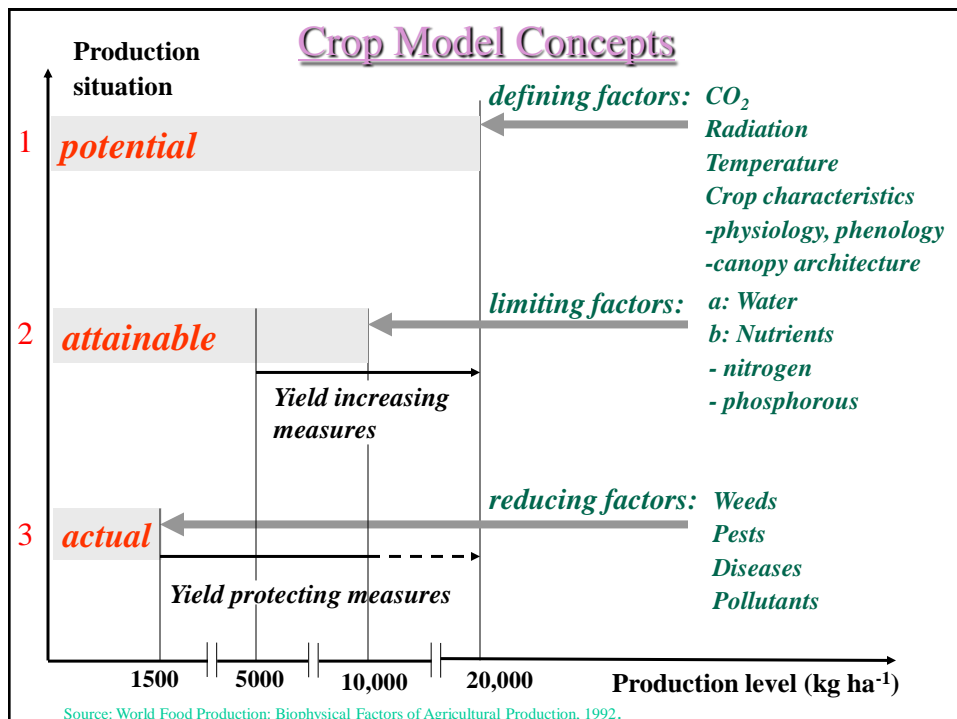 Crop Model Concepts
Production
situation
defining factors: CO₂
1 potential
Radiation
Temperature
Crop characteristics
-physiology, phenology
-canopy architecture
limiting factors: a: Water
2 attainable
b: Nutrients
- nitrogen
- phosphorous
Yield increasing
measures
reducing factors: Weeds
3 actual
Pests
Diseases
Pollutants
Yield protecting measures
1500 5000 10,000 20,000 Production level (kg ha⁻¹)
Source: World Food Production: Biophysical Factors of Agricultural Production, 1992.